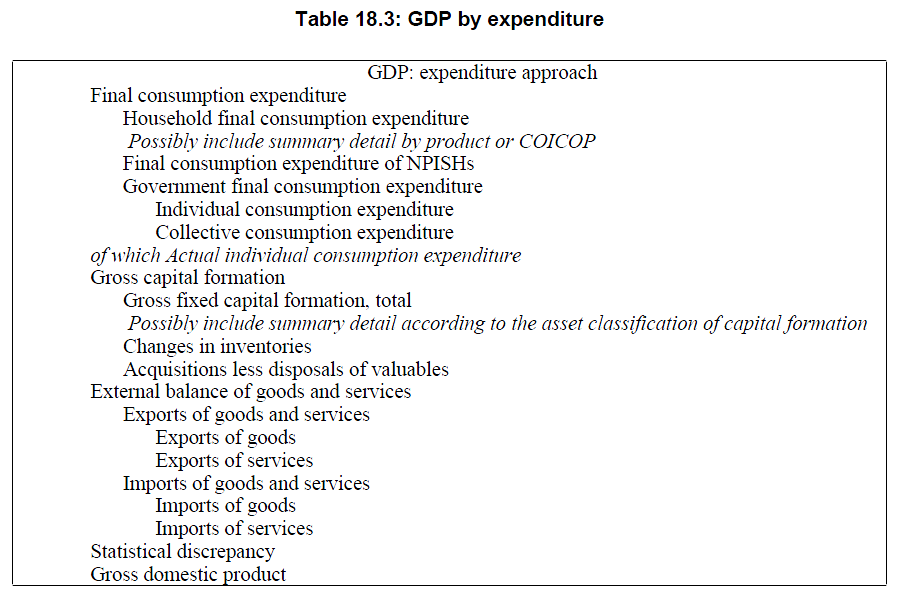 Table 18.3: GDP by expenditure
GDP: expenditure approach
Final consumption expenditure
Household final consumption expenditure
Possibly include summary detail by product or COICOP
Final consumption expenditure of NPISHs
Government final consumption expenditure
Individual consumption expenditure
Collective consumption expenditure
of which Actual individual consumption expenditure
Gross capital formation
Gross fixed capital formation, total
Possibly include summary detail according to the asset classification of capital formation
Changes in inventories
Acquisitions less disposals of valuables
External balance of goods and services
Exports of goods and services
Exports of goods
Exports of services
Imports of goods and services
Imports of goods
Imports of services
Statistical discrepancy
Gross domestic product